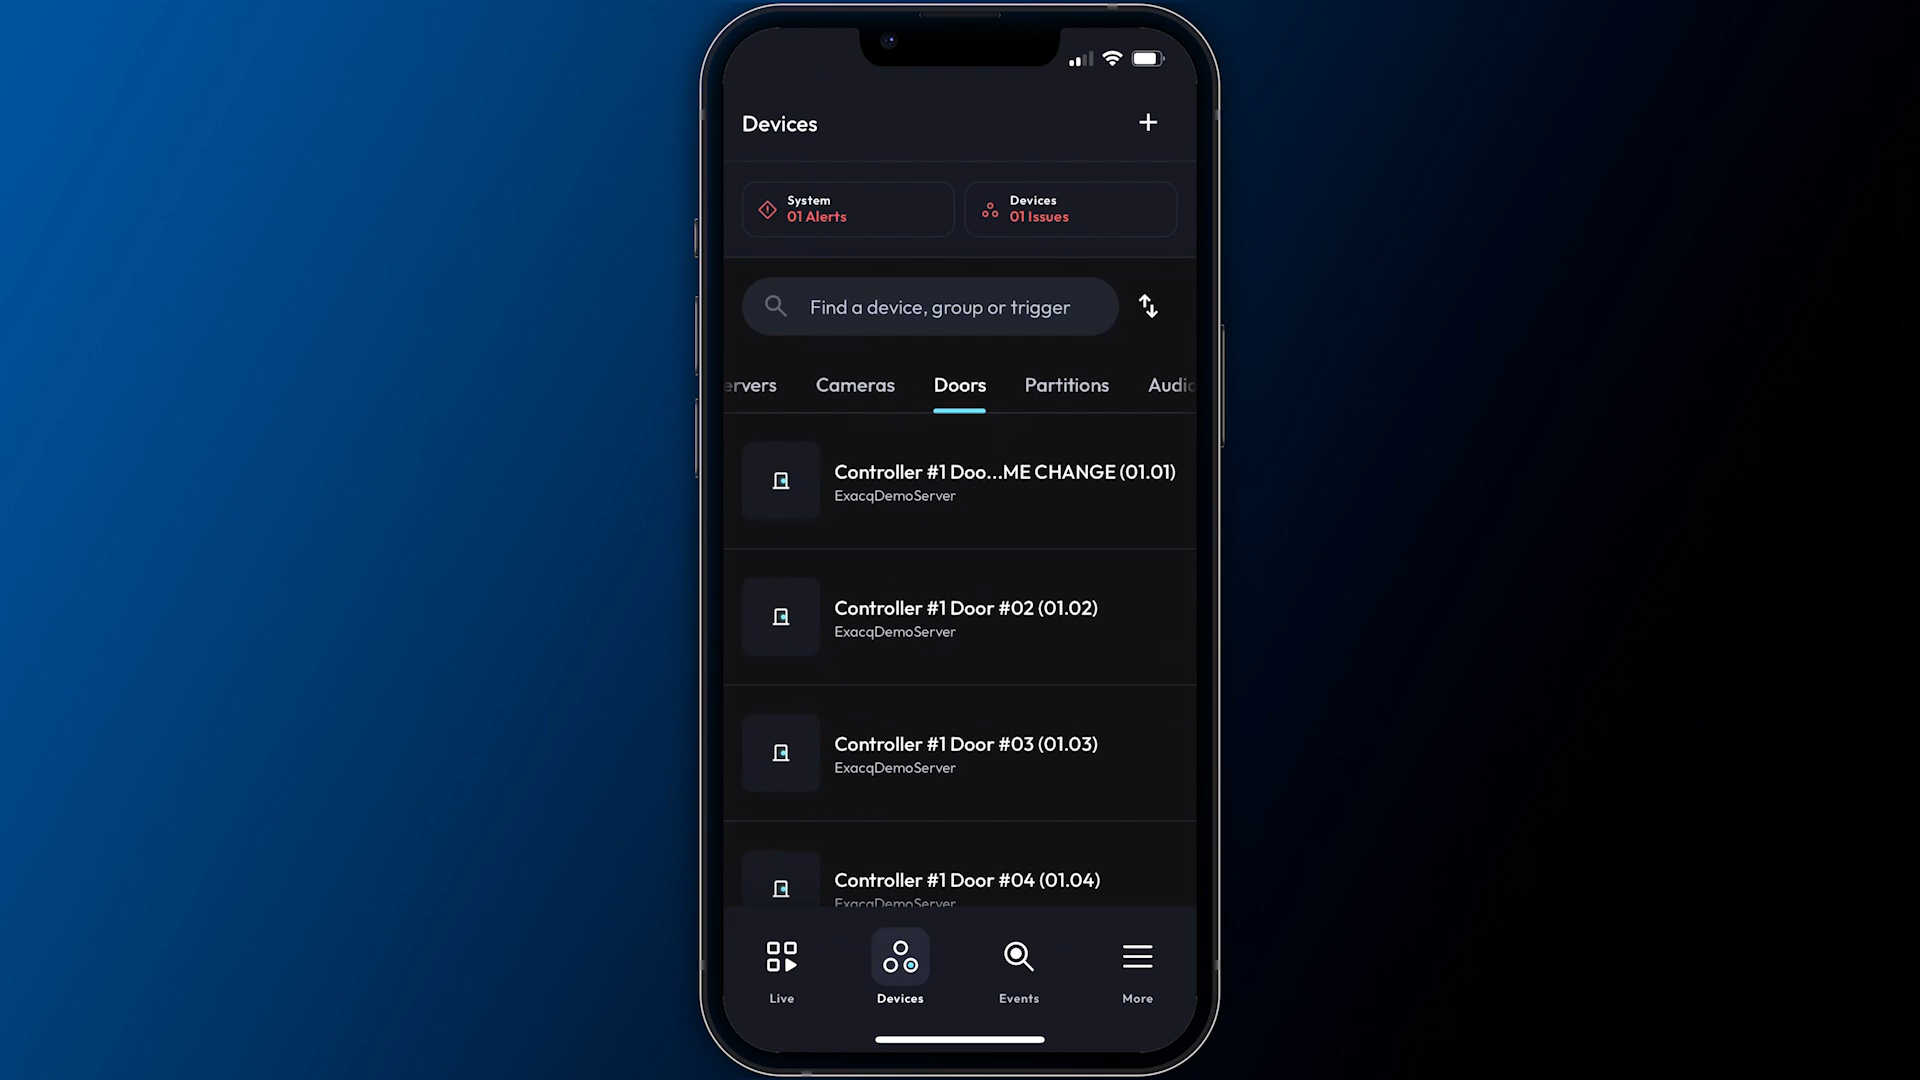 Devices
System
01 Alerts
Devices
01 Issues
Find a device, group or trigger
ervers Cameras Doors Partitions Audio
Controller #1 Doo...ME CHANGE (01.01)
ExacqDemoServer
Controller #1 Door #02 (01.02)
ExacqDemoServer
Controller #1 Door #03 (01.03)
ExacqDemoServer
Controller #1 Door #04 (01.04)
ExacqDemoServer
Live Devices Events More